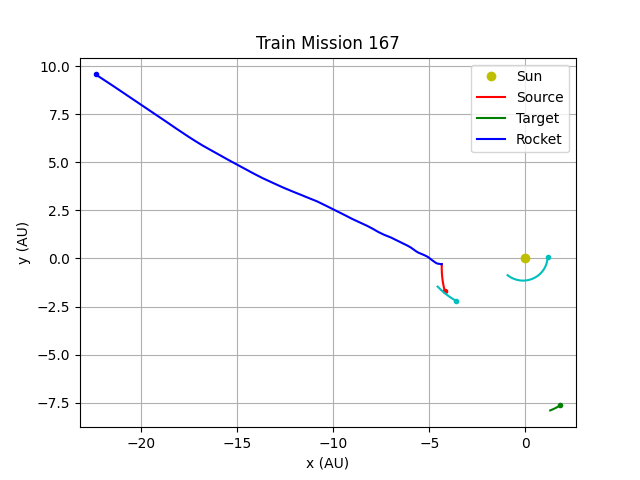 Train Mission 167
Sun
Source
Target
Rocket
10.0
7.5
5.0
2.5
0.0
−2.5
−5.0
−7.5
y (AU)
−20
−15
−10
−5
0
x (AU)